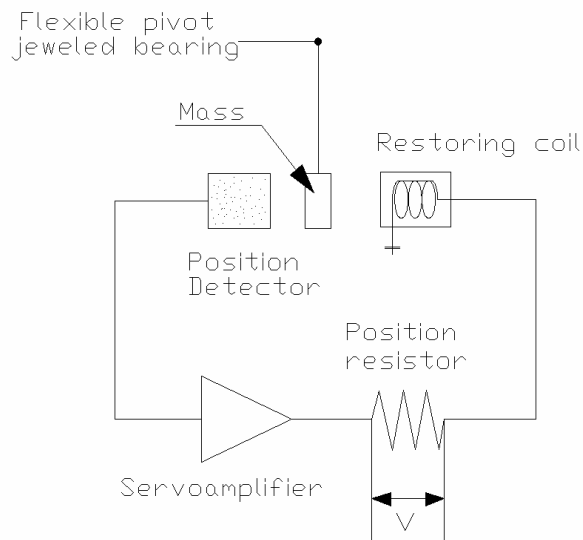 Flexible pivot
jeweled bearing
Mass
Restoring coil
Position
Detector
Position
resistor
Servoamplifier
V